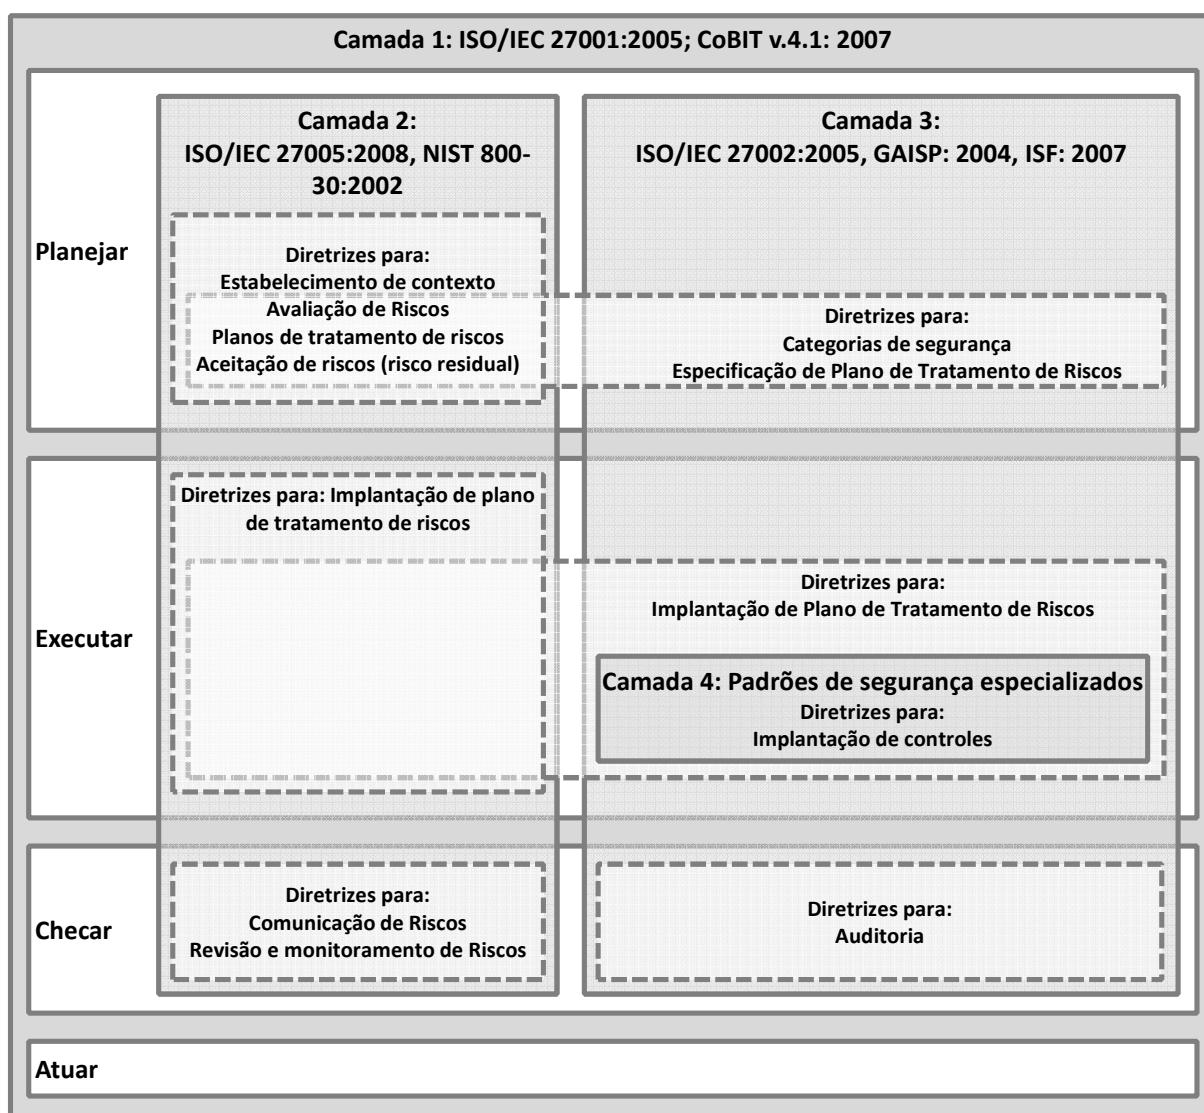 Camada 1: ISO/IEC 27001:2005; CoBIT v.4.1: 2007
Planejar
Camada 2:
ISO/IEC 27005:2008, NIST 800-
30:2002
Diretrizes para:
Estabelecimento de contexto
Avaliação de Riscos
Planos de tratamento de riscos
Aceitação de riscos (risco residual)
Camada 3:
ISO/IEC 27002:2005, GAISP: 2004, ISF: 2007
Diretrizes para:
Categorias de segurança
Especificação de Plano de Tratamento de Riscos
Executar
Diretrizes para: Implantação de plano
de tratamento de riscos
Diretrizes para:
Implantação de Plano de Tratamento de Riscos
Camada 4: Padrões de segurança especializados
Diretrizes para:
Implantação de controles
Checar
Diretrizes para:
Comunicação de Riscos
Revisão e monitoramento de Riscos
Diretrizes para:
Auditoria
Atuar